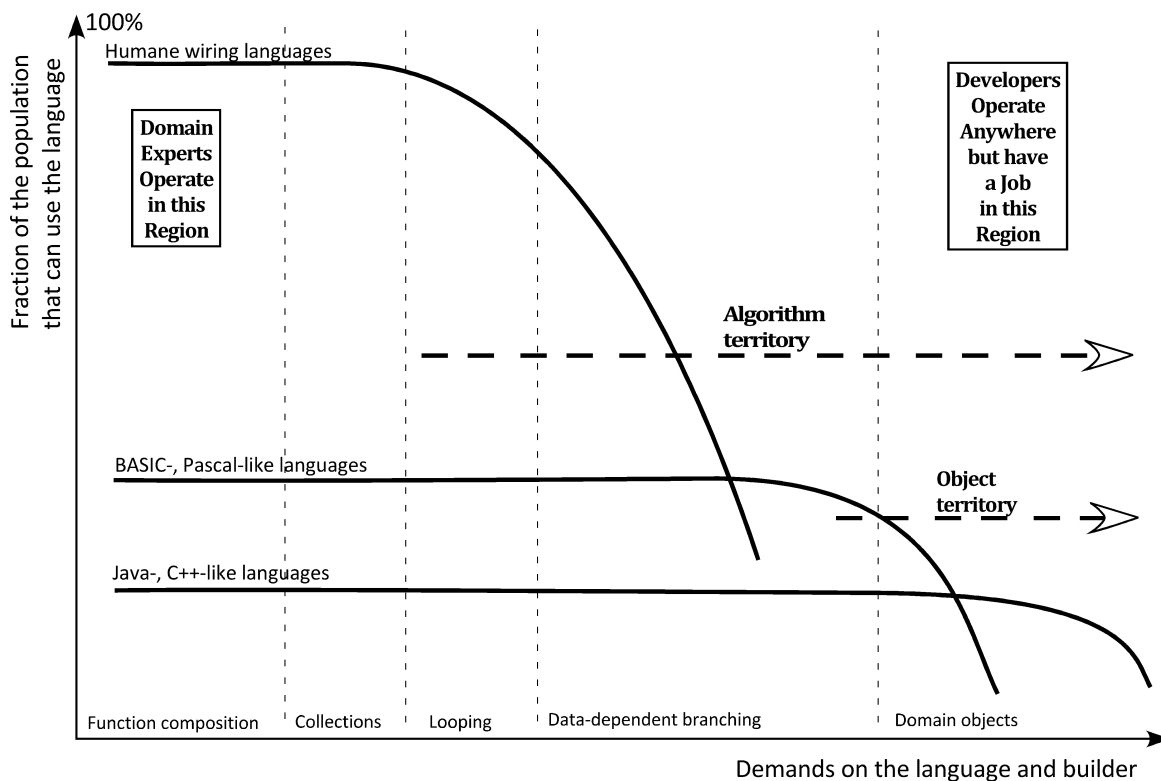 100%
Humane wiring languages
Fraction of the population
that can use the language
Domain
Experts
Operate
in this
Region
Developers
Operate
Anywhere
but have
a Job
in this
Region
Algorithm
territory
BASIC-, Pascal-like languages
Object
territory
Java-, C++-like languages
Function composition
Collections
Looping
Data-dependent branching
Domain objects
Demands on the language and builder